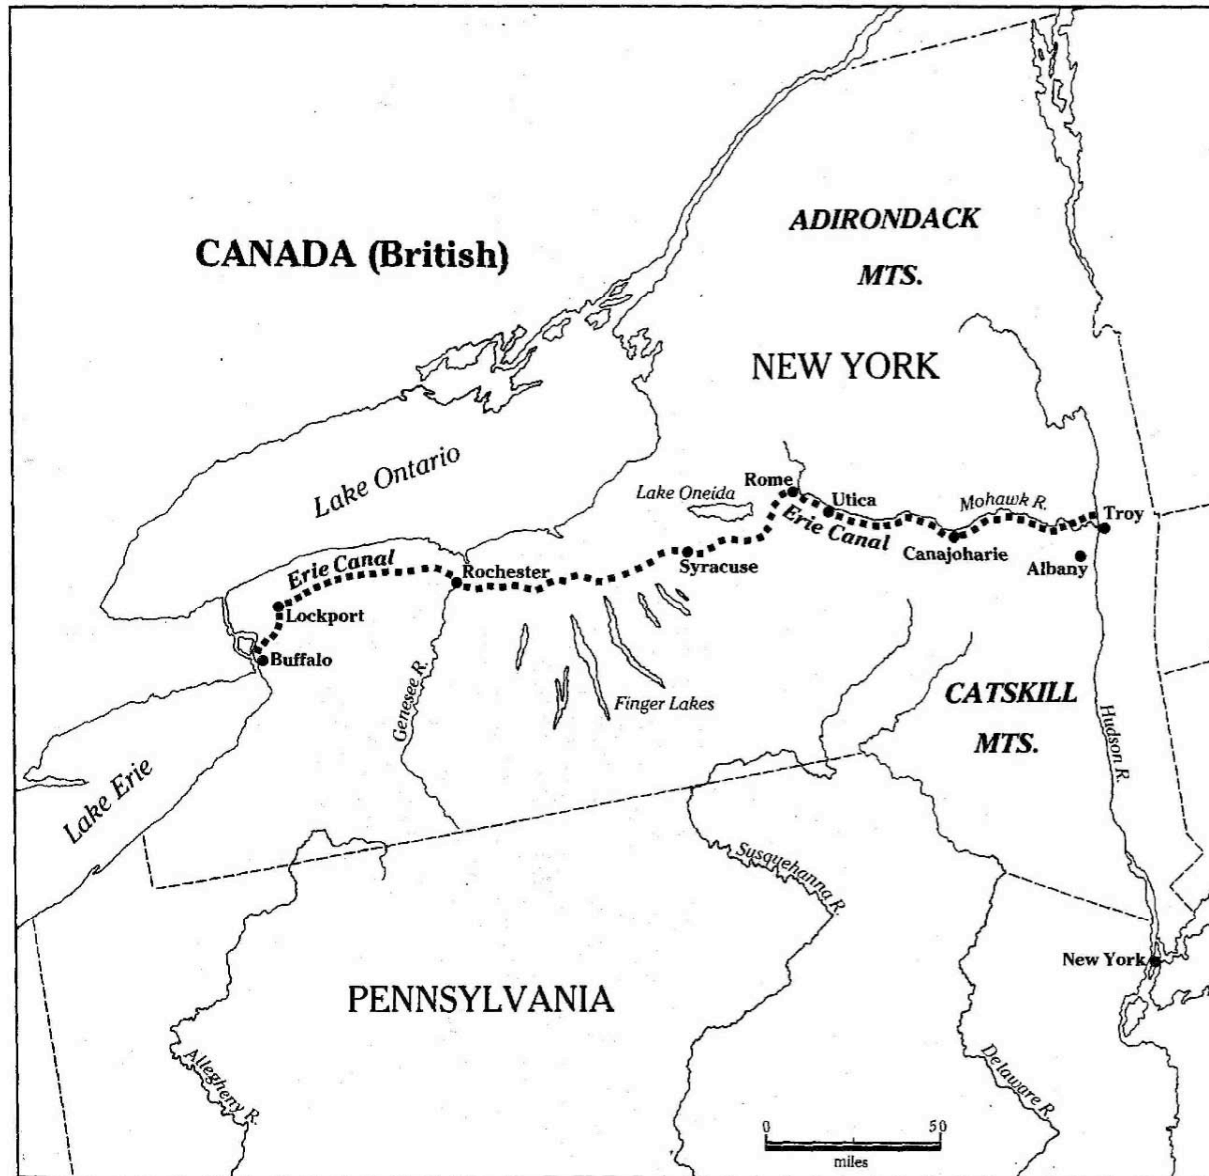 ADIRONDACK
MTS.
CANADA (British)
NEW YORK
Lake Ontario
Rome
Lake Oneida
Utica
Mohawk R.
Troy
Erie Canal
Canajoharie
Albany
Syracuse
Erie Canal
Rochester
Lockport
Buffalo
Genesee R.
Finger Lakes
CATSKILL
MTS.
Hudson R.
Lake Erie
Susquehanna R.
New York
PENNSYLVANIA
Allegheny R.
Delaware R.
0 50
miles